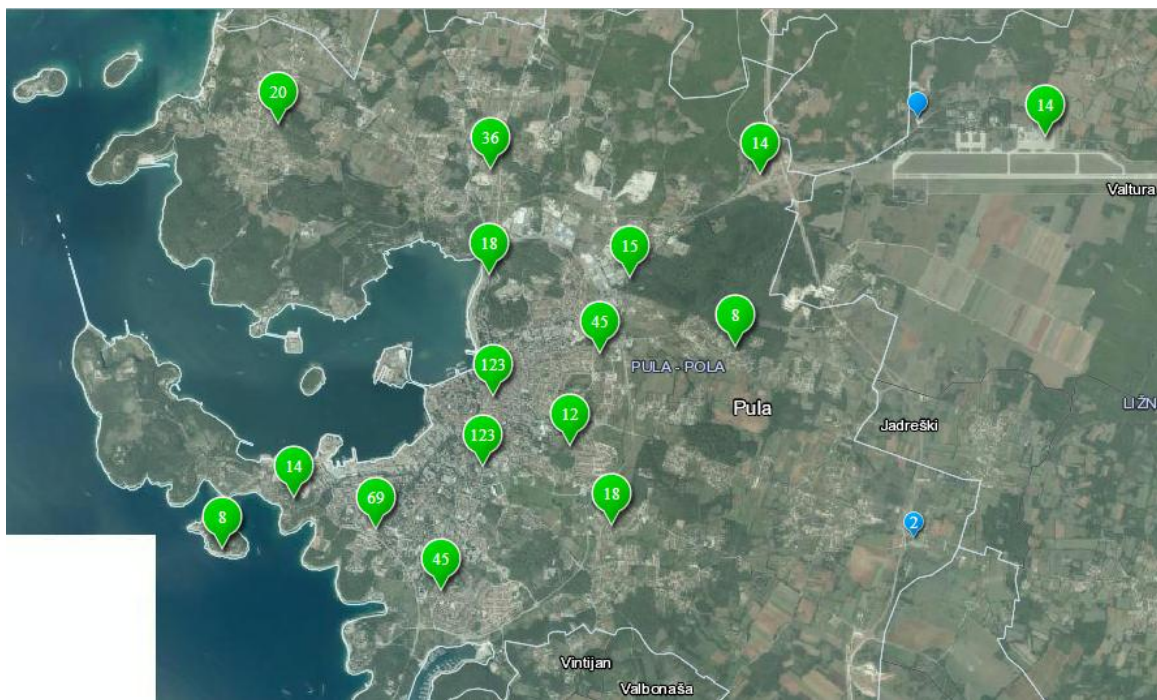 20
36
14
14
Valtura
18
15
45
8
PULA - POLA
123
Pula
LIŽN
12
Jadreški
123
14
69
18
8
2
45
Vintijan
Valbonaša